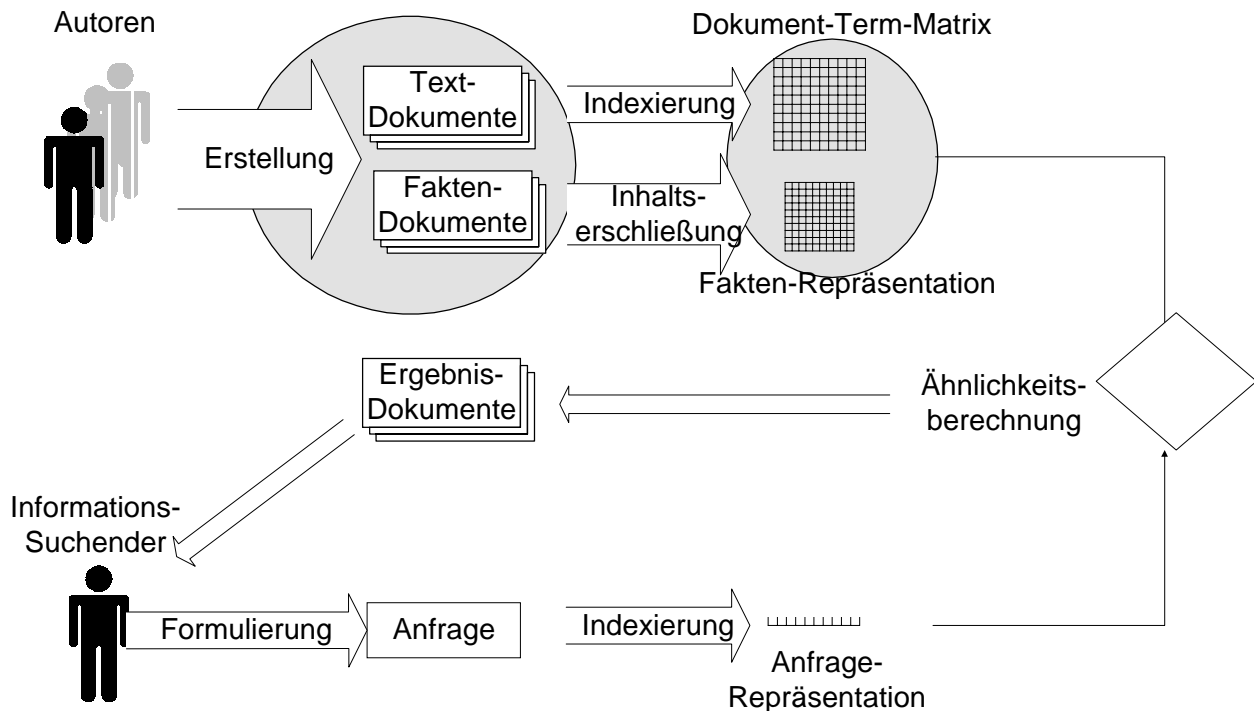 Autoren
Dokument-Term-Matrix
Text-
Dokumente
Indexierung
Erstellung
Fakten-
Dokumente
Inhalts-
erschließung
Fakten-Repräsentation
Ergebnis-
Dokumente
Ähnlichkeits-
berechnung
Informations-
Suchender
Formulierung
Anfrage
Indexierung
Anfrage-
Repräsentation